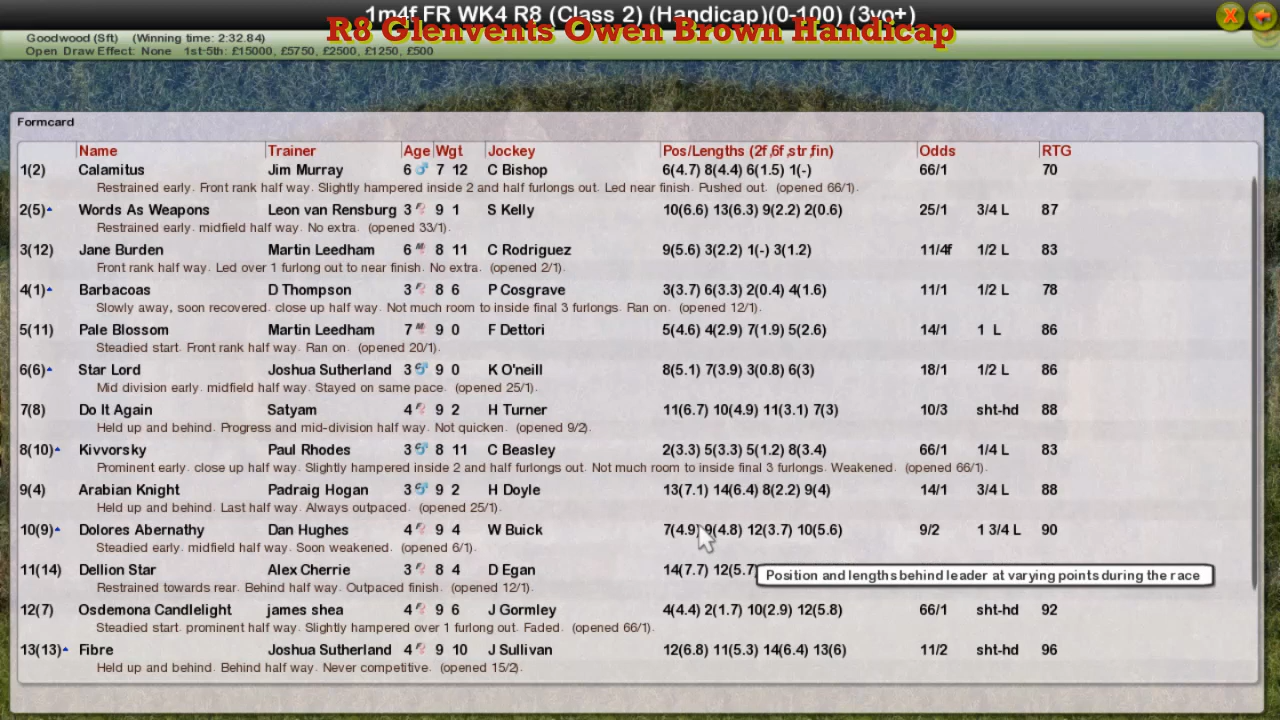 1m4f FR WK4 R8 (Class 2) (Handicap)(0-100) (3yo+)
R8 Glenvents Owen Brown Handicap
Goodwood (Sft) (Winning time: 2:32.84)
Open Draw Effect: None 1st-5th: £15000, £5750, £2500, £1250, £500
Formcard
Name Trainer Age Wgt Jockey Pos/Lengths (2f,6f,str,fin) Odds RTG
1(2) Calamitus Jim Murray 6 7 12 C Bishop 6(4.7) 8(4.4) 6(1.5) 1(-) 66/1 70
Restrained early. Front rank half way. Slightly hampered inside 2 and half furlongs out. Led near finish. Pushed out. (opened 66/1).
2(5) Words As Weapons Leon van Rensburg 3 9 1 S Kelly 10(6.6) 13(6.3) 9(2.2) 2(0.6) 25/1 3/4 L 87
Restrained early. midfield half way. No extra. (opened 33/1).
3(12) Jane Burden Martin Leedham 6 8 11 C Rodriguez 9(5.6) 3(2.2) 1(-) 3(1.2) 11/4f 1/2 L 83
Front rank half way. Led over 1 furlong out to near finish. No extra. (opened 2/1).
4(1) Barbacoas D Thompson 3 8 6 P Cosgrave 3(3.7) 6(3.3) 2(0.4) 4(1.6) 11/1 1/2 L 78
Slowly away, soon recovered. close up half way. Not much room to inside final 3 furlongs. Ran on. (opened 12/1).
5(11) Pale Blossom Martin Leedham 7 9 0 F Dettori 5(4.6) 4(2.9) 7(1.9) 5(2.6) 14/1 1 L 86
Steadied start. Front rank half way. Ran on. (opened 20/1).
6(6) Star Lord Joshua Sutherland 3 9 0 K O'neill 8(5.1) 7(3.9) 3(0.8) 6(3) 18/1 1/2 L 86
Mid division early. midfield half way. Stayed on same pace. (opened 25/1).
7(8) Do It Again Satyam 4 9 2 H Turner 11(6.7) 10(4.9) 11(3.1) 7(3) 10/3 sht-hd 88
Held up and behind. Progress and mid-division half way. Not quicken. (opened 9/2).
8(10) Kivvorsky Paul Rhodes 3 8 11 C Beasley 2(3.3) 5(3.3) 5(1.2) 8(3.4) 66/1 1/4 L 83
Prominent early. close up half way. Slightly hampered inside 2 and half furlongs out. Not much room to inside final 3 furlongs. Weakened. (opened 66/1).
9(4) Arabian Knight Padraig Hogan 3 9 2 H Doyle 13(7.1) 14(6.4) 8(2.2) 9(4) 14/1 3/4 L 88
Held up and behind. Last half way. Always outpaced. (opened 25/1).
10(9) Dolores Abernathy Dan Hughes 4 9 4 W Buick 7(4.9) 9(4.8) 12(3.7) 10(5.6) 9/2 1 3/4 L 90
Steadied early. midfield half way. Soon weakened. (opened 6/1).
11(14) Dellion Star Alex Cherrie 3 8 4 D Egan 14(7.7) 12(5.7
Position and lengths behind leader at varying points during the race
Restrained towards rear. Behind half way. Outpaced finish. (opened 12/1).
12(7) Osdemona Candlelight james shea 4 9 6 J Gormley 4(4.4) 2(1.7) 10(2.9) 12(5.8) 66/1 sht-hd 92
Steadied start. prominent half way. Slightly hampered over 1 furlong out. Faded. (opened 66/1).
13(13) Fibre Joshua Sutherland 4 9 10 J Sullivan 12(6.8) 11(5.3) 14(6.4) 13(6) 11/2 sht-hd 96
Held up and behind. Behind half way. Never competitive. (opened 15/2).